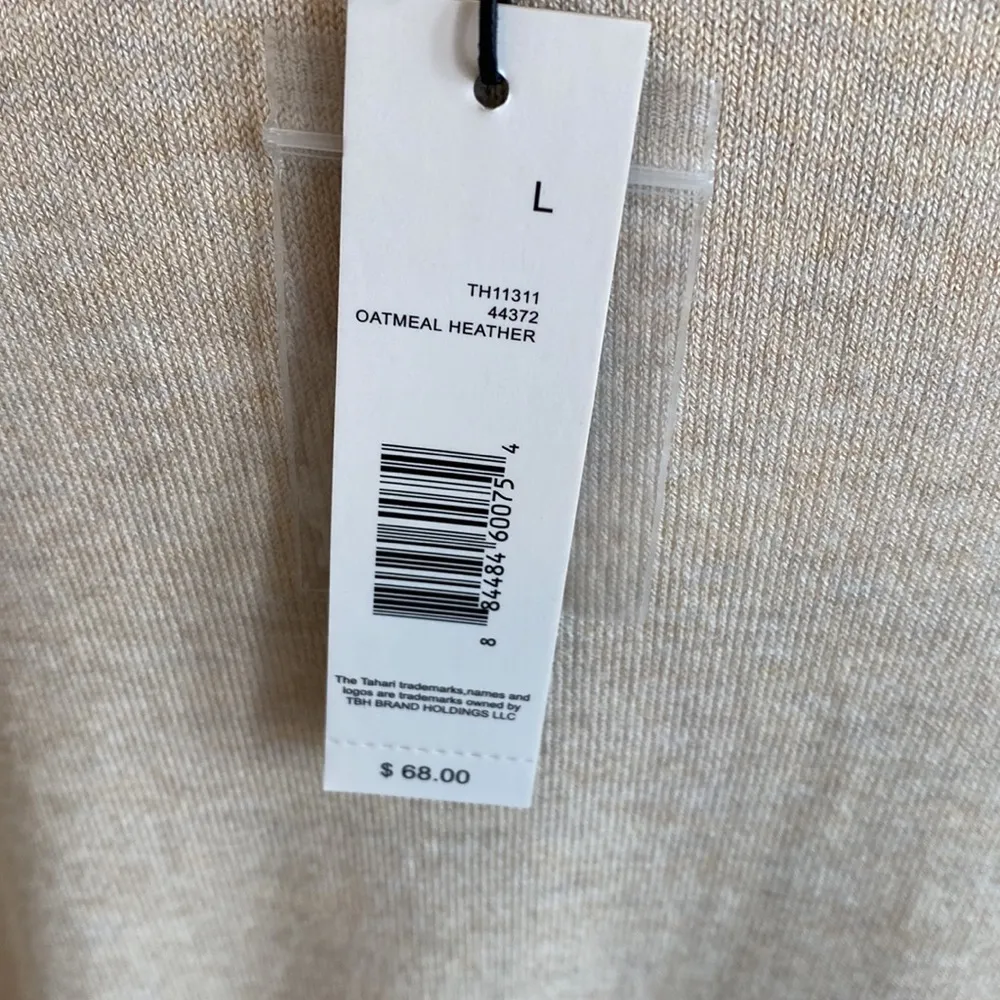 L
TH11311
44372
OATMEAL HEATHER
8 84484 60075 4
The Tahari trademarks,names and
logos are trademarks owned by
TBH BRAND HOLDINGS LLC
$ 68.00